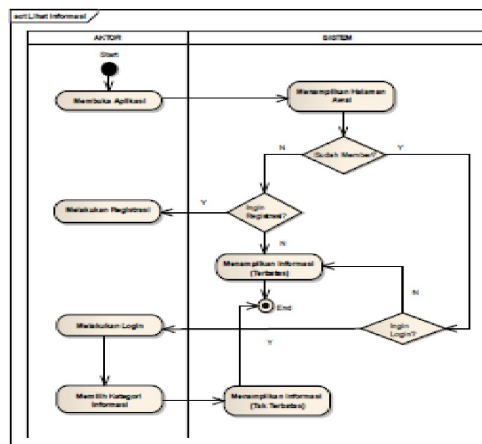 act Lihat Informasi
AKTOR
SISTEM
Start
Membuka Aplikasi
Menampilkan Halaman
Awal
Sudah Member?
N
Y
Melakukan Registrasi
Y
Ingin
Registrasi?
N
Menampilkan Informasi
(Terbatas)
N
End
Melakukan Login
Y
Ingin
Login?
Memilih Kategori
Informasi
Menampilkan Informasi
(Tak Terbatas)